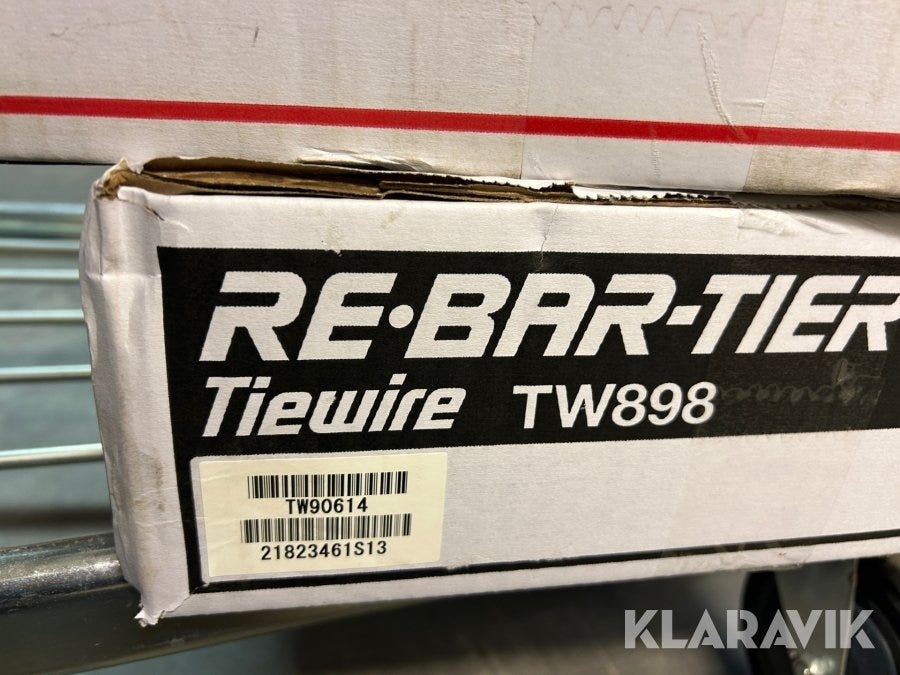 RE•BAR-TIER
Tiewire TW898
TW90614
21823461S13
KLARAVIK